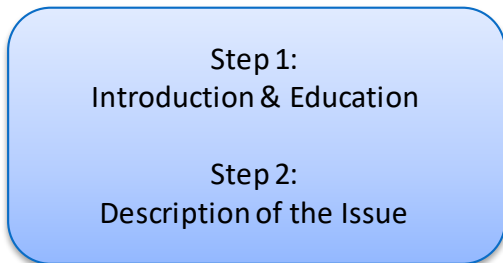 Step 1:
Introduction & Education
Step 2:
Description of the Issue